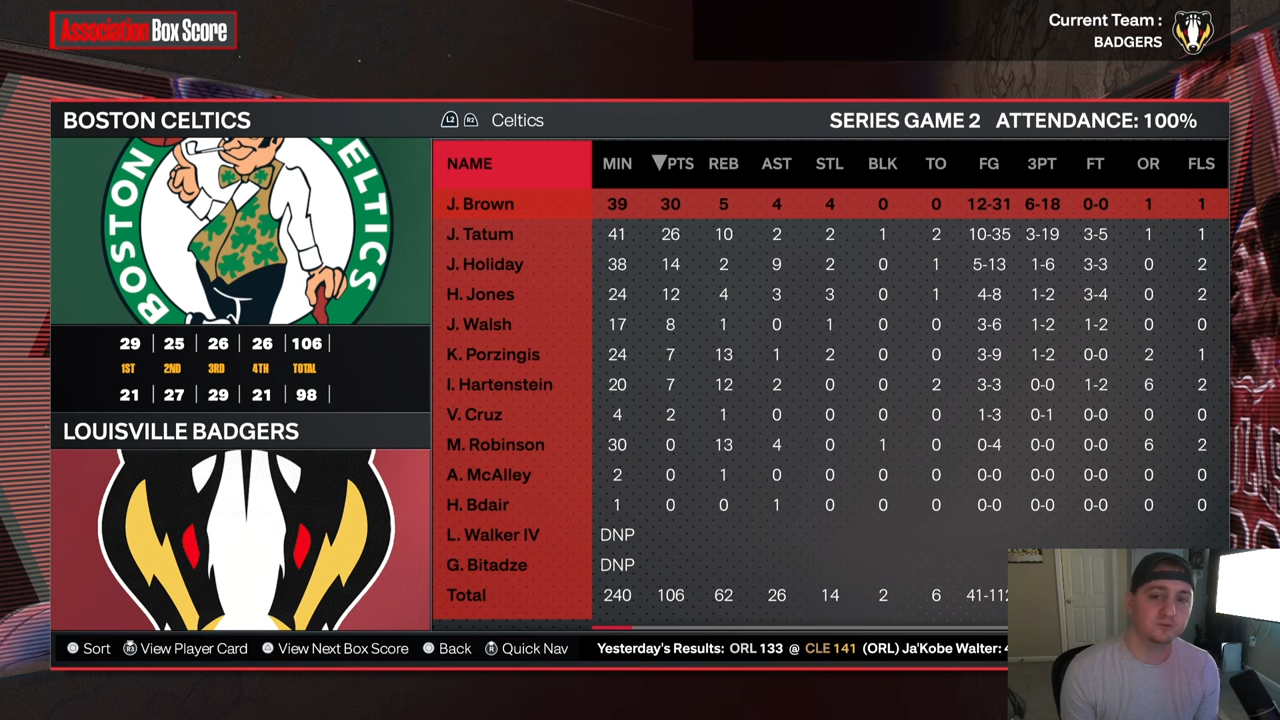 Association Box Score
Current Team :
BADGERS
BOSTON CELTICS
L2 R2 Celtics
SERIES GAME 2 ATTENDANCE: 100%
BOSTON CELTICS
29 25 26 26 106
1ST 2ND 3RD 4TH TOTAL
21 27 29 21 98
LOUISVILLE BADGERS
NAME MIN PTS REB AST STL BLK TO FG 3PT FT OR FLS
J. Brown 39 30 5 4 4 0 0 12-31 6-18 0-0 1 1
J. Tatum 41 26 10 2 2 1 2 10-35 3-19 3-5 1 1
J. Holiday 38 14 2 9 2 0 1 5-13 1-6 3-3 0 2
H. Jones 24 12 4 3 3 0 1 4-8 1-2 3-4 0 2
J. Walsh 17 8 1 0 1 0 0 3-6 1-2 1-2 0 0
K. Porzingis 24 7 13 1 2 0 0 3-9 1-2 0-0 2 1
I. Hartenstein 20 7 12 2 0 0 2 3-3 0-0 1-2 6 2
V. Cruz 4 2 1 0 0 0 0 1-3 0-1 0-0 0 0
M. Robinson 30 0 13 4 0 1 0 0-4 0-0 0-0 6 2
A. McAlley 2 0 1 0 0 0 0 0-0 0-0 0-0 0 0
H. Bdair 1 0 0 1 0 0 0 0-0 0-0 0-0 0 0
L. Walker IV DNP
G. Bitadze DNP
Total 240 106 62 26 14 2 6 41-112
Sort R3 View Player Card View Next Box Score Back R Quick Nav
Yesterday's Results: ORL 133 @ CLE 141 (ORL) Ja'Kobe Walter: